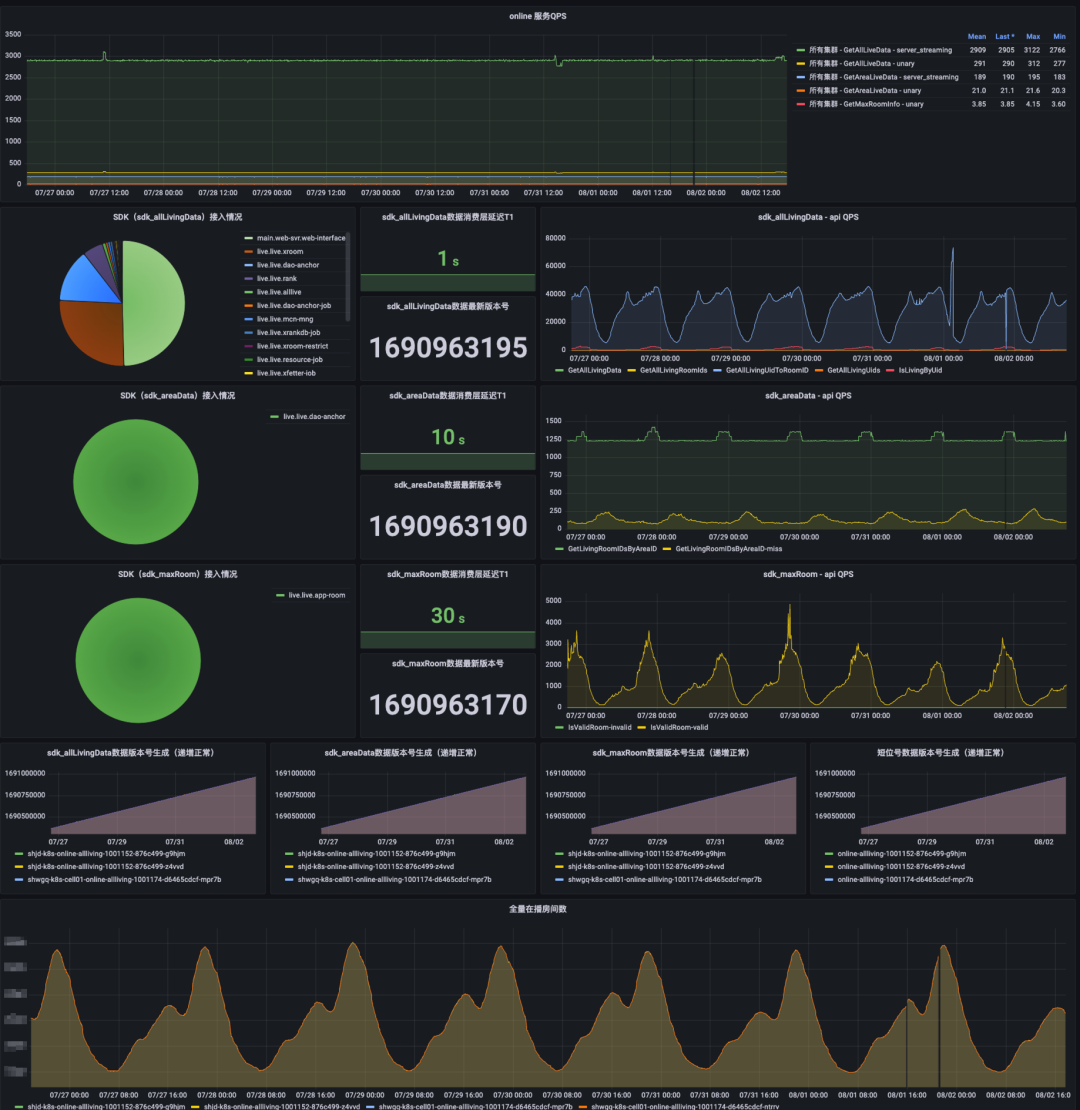 online 服务QPS
3500
3000
2500
2000
1500
1000
500
0
07/27 00:00 07/27 12:00 07/28 00:00 07/28 12:00 07/29 00:00 07/29 12:00 07/30 00:00 07/30 12:00 07/31 00:00 07/31 12:00 08/01 00:00 08/01 12:00 08/02 00:00 08/02 12:00
Mean Last * Max Min
所有集群 - GetAllLiveData - server_streaming 2909 2905 3122 2766
所有集群 - GetAllLiveData - unary 291 290 312 277
所有集群 - GetAreaLiveData - server_streaming 189 190 195 183
所有集群 - GetAreaLiveData - unary 21.0 21.1 21.6 20.3
所有集群 - GetMaxRoomInfo - unary 3.85 3.85 4.15 3.60
SDK（sdk_allLivingData）接入情况
main.web-svr.web-interface
live.live.xroom
live.live.dao-anchor
live.live.rank
live.live.alllive
live.live.dao-anchor-job
live.live.mcn-mng
live.live.xrankdb-job
live.live.xroom-restrict
live.live.resource-job
live.live.xfetter-job
sdk_allLivingData数据消费层延迟T1
1 s
sdk_allLivingData数据最新版本号
1690963195
sdk_allLivingData - api QPS
80000
60000
40000
20000
0
07/27 00:00 07/28 00:00 07/29 00:00 07/30 00:00 07/31 00:00 08/01 00:00 08/02 00:00
GetAllLivingData GetAllLivingRoomIds GetAllLivingUidToRoomID GetAllLivingUids IsLivingByUid
SDK（sdk_areaData）接入情况
live.live.dao-anchor
sdk_areaData数据消费层延迟T1
10 s
sdk_areaData数据最新版本号
1690963190
sdk_areaData - api QPS
1500
1250
1000
750
500
250
0
07/27 00:00 07/28 00:00 07/29 00:00 07/30 00:00 07/31 00:00 08/01 00:00 08/02 00:00
GetLivingRoomIDsByAreaID GetLivingRoomIDsByAreaID-miss
SDK（sdk_maxRoom）接入情况
live.live.app-room
sdk_maxRoom数据消费层延迟T1
30 s
sdk_maxRoom数据最新版本号
1690963170
sdk_maxRoom - api QPS
5000
4000
3000
2000
1000
0
07/27 00:00 07/28 00:00 07/29 00:00 07/30 00:00 07/31 00:00 08/01 00:00 08/02 00:00
IsValidRoom-invalid IsValidRoom-valid
sdk_allLivingData数据版本号生成（递增正常）
1691000000
1690750000
1690500000
07/27 07/29 07/31 08/02
shjd-k8s-online-allliving-1001152-876c499-g9hjm
shjd-k8s-online-allliving-1001152-876c499-z4vvd
shwgq-k8s-cell01-online-allliving-1001174-d6465cdcf-mpr7b
sdk_areaData数据版本号生成（递增正常）
1691000000
1690750000
1690500000
07/27 07/29 07/31 08/02
shjd-k8s-online-allliving-1001152-876c499-g9hjm
shjd-k8s-online-allliving-1001152-876c499-z4vvd
shwgq-k8s-cell01-online-allliving-1001174-d6465cdcf-mpr7b
sdk_maxRoom数据版本号生成（递增正常）
1691000000
1690750000
1690500000
07/27 07/29 07/31 08/02
shjd-k8s-online-allliving-1001152-876c499-g9hjm
shjd-k8s-online-allliving-1001152-876c499-z4vvd
shwgq-k8s-cell01-online-allliving-1001174-d6465cdcf-mpr7b
短位号数据版本号生成（递增正常）
1691000000
1690750000
1690500000
07/27 07/29 07/31 08/02
online-allliving-1001152-876c499-g9hjm
online-allliving-1001152-876c499-z4vvd
online-allliving-1001174-d6465cdcf-mpr7b
全量在播房间数
07/27 00:00 07/27 08:00 07/27 16:00 07/28 00:00 07/28 08:00 07/28 16:00 07/29 00:00 07/29 08:00 07/29 16:00 07/30 00:00 07/30 08:00 07/30 16:00 07/31 00:00 07/31 08:00 07/31 16:00 08/01 00:00 08/01 08:00 08/01 16:00 08/02 00:00 08/02 08:00 08/02 16:0
shjd-k8s-online-allliving-1001152-876c499-g9hjm shjd-k8s-online-allliving-1001152-876c499-z4vvd shwgq-k8s-cell01-online-allliving-1001174-d6465cdcf-mpr7b shwgq-k8s-cell01-online-allliving-1001174-d6465cdcf-ntrrv